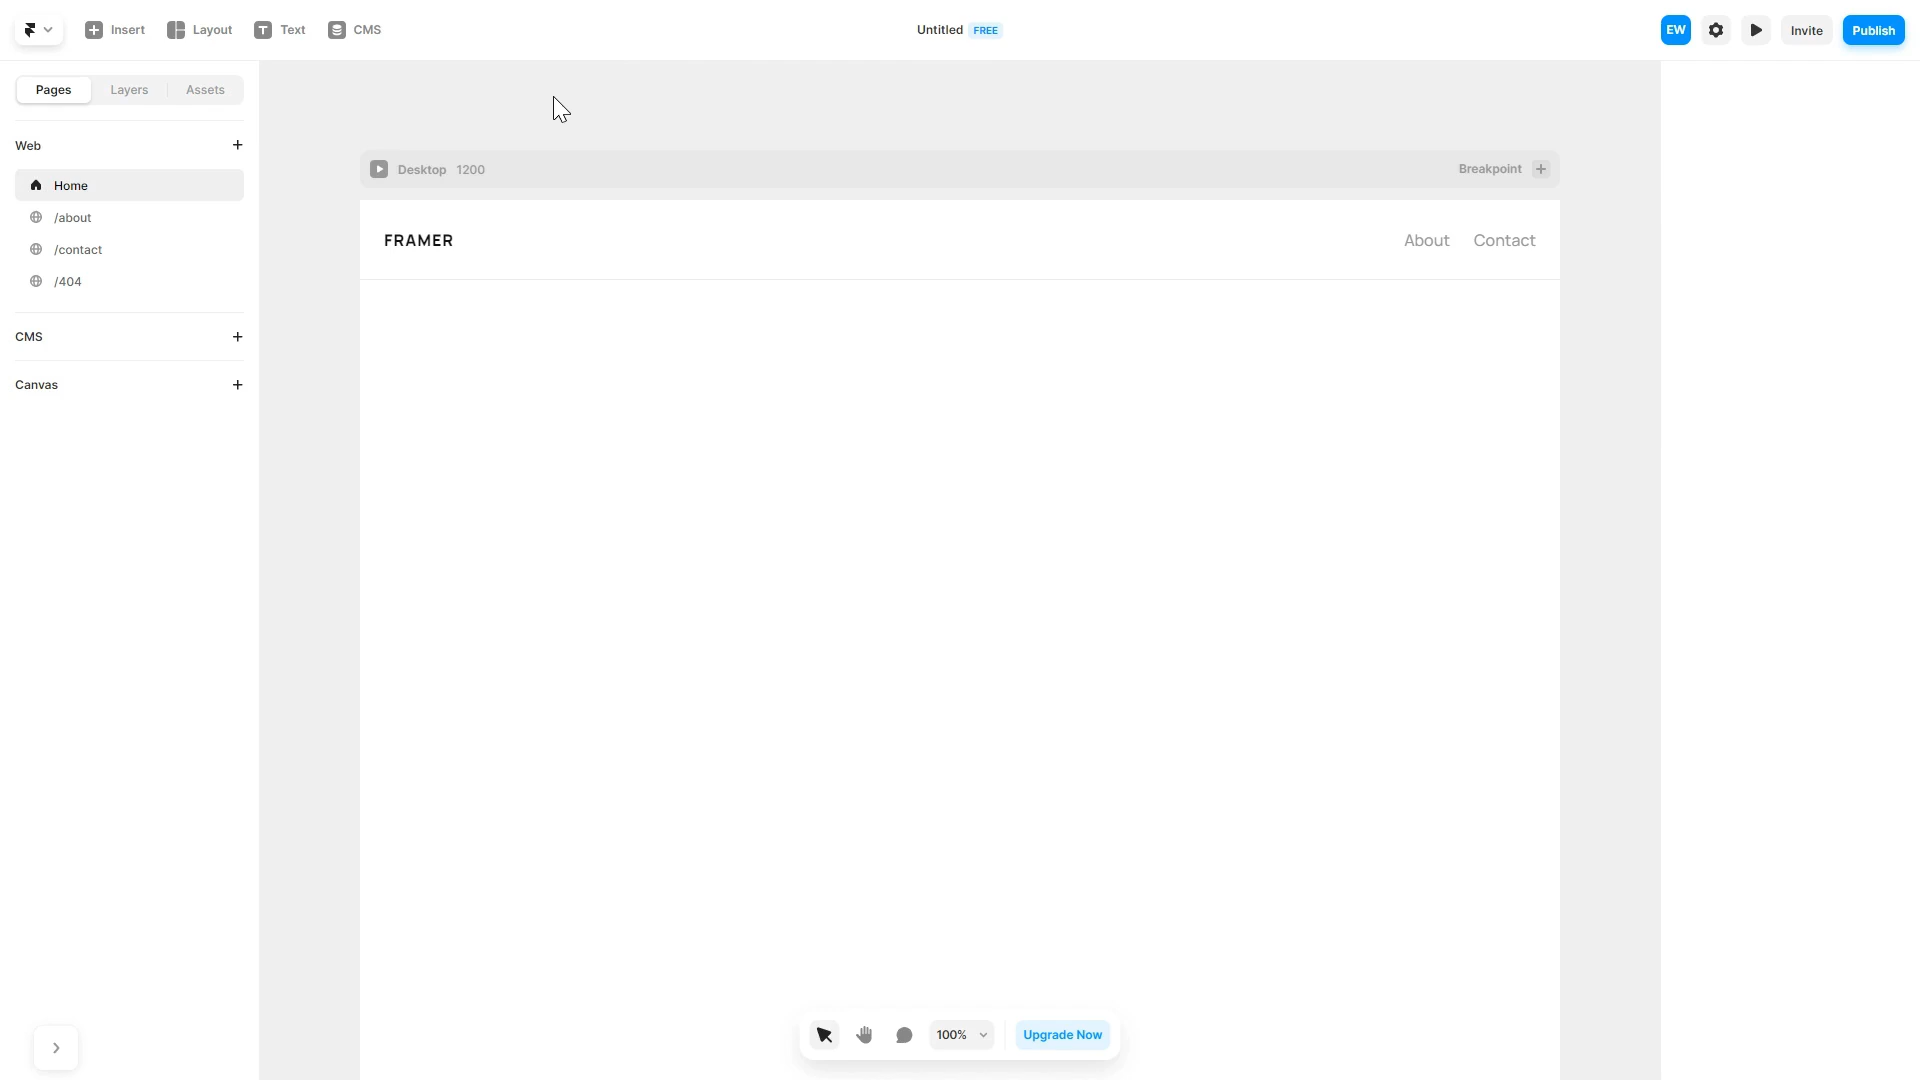 Insert Layout Text CMS Untitled FREE EW Invite Publish
Pages Layers Assets
Web
Home
/about
/contact
/404
CMS
Canvas
Desktop 1200 Breakpoint
FRAMER About Contact
100% Upgrade Now